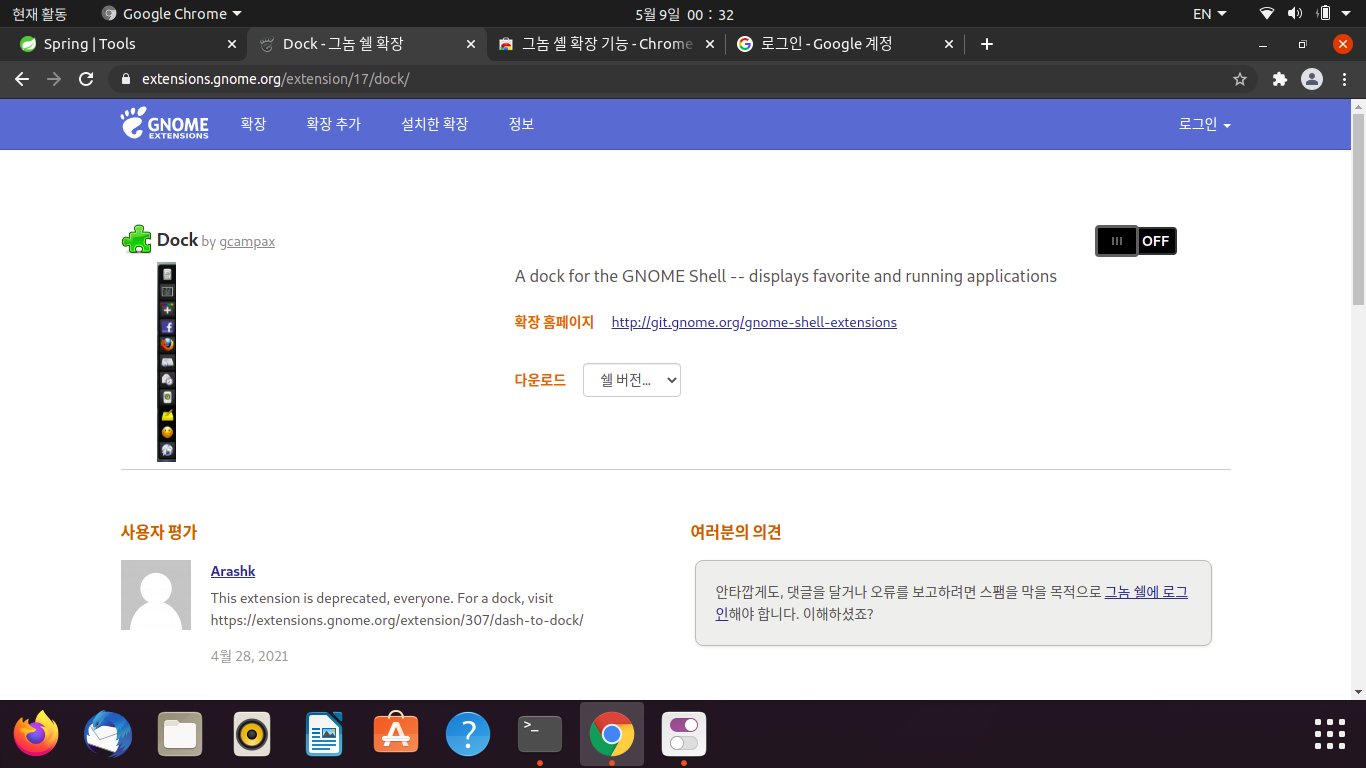 현재 활동 Google Chrome 5월 9일 00 : 32 EN
Spring | Tools Dock - 그놈 쉘 확장 그놈 셸 확장 기능 - Chrome 로그인 - Google 계정
extensions.gnome.org/extension/17/dock/
GNOME EXTENSIONS 확장 확장 추가 설치한 확장 정보 로그인
Dock by gcampax OFF
A dock for the GNOME Shell -- displays favorite and running applications
확장 홈페이지 http://git.gnome.org/gnome-shell-extensions
다운로드 쉘 버전...
사용자 평가
Arashk
This extension is deprecated, everyone. For a dock, visit
https://extensions.gnome.org/extension/307/dash-to-dock/
4월 28, 2021
여러분의 의견
안타깝게도, 댓글을 달거나 오류를 보고하려면 스팸을 막을 목적으로 그놈 쉘에 로그
인해야 합니다. 이해하셨죠?